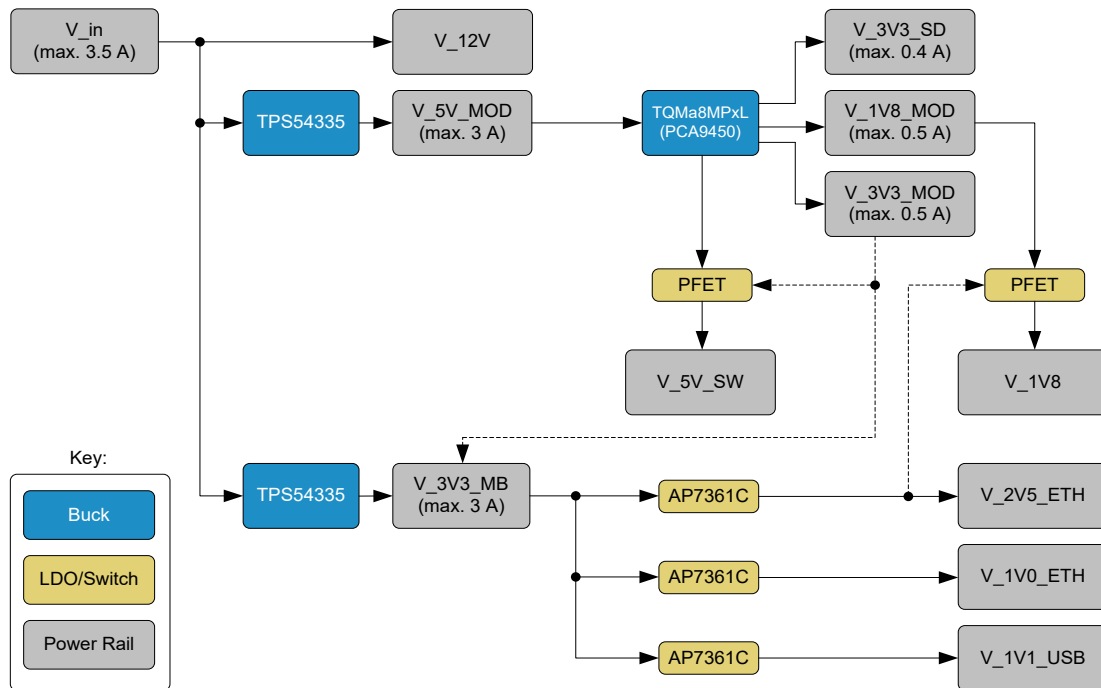 V_in
(max. 3.5 A)
V_12V
V_3V3_SD
(max. 0.4 A)
TPS54335
V_5V_MOD
(max. 3 A)
TQMa8MPxL
(PCA9450)
V_1V8_MOD
(max. 0.5 A)
V_3V3_MOD
(max. 0.5 A)
PFET
PFET
V_5V_SW
V_1V8
Key:
Buck
LDO/Switch
Power Rail
TPS54335
V_3V3_MB
(max. 3 A)
AP7361C
V_2V5_ETH
AP7361C
V_1V0_ETH
AP7361C
V_1V1_USB